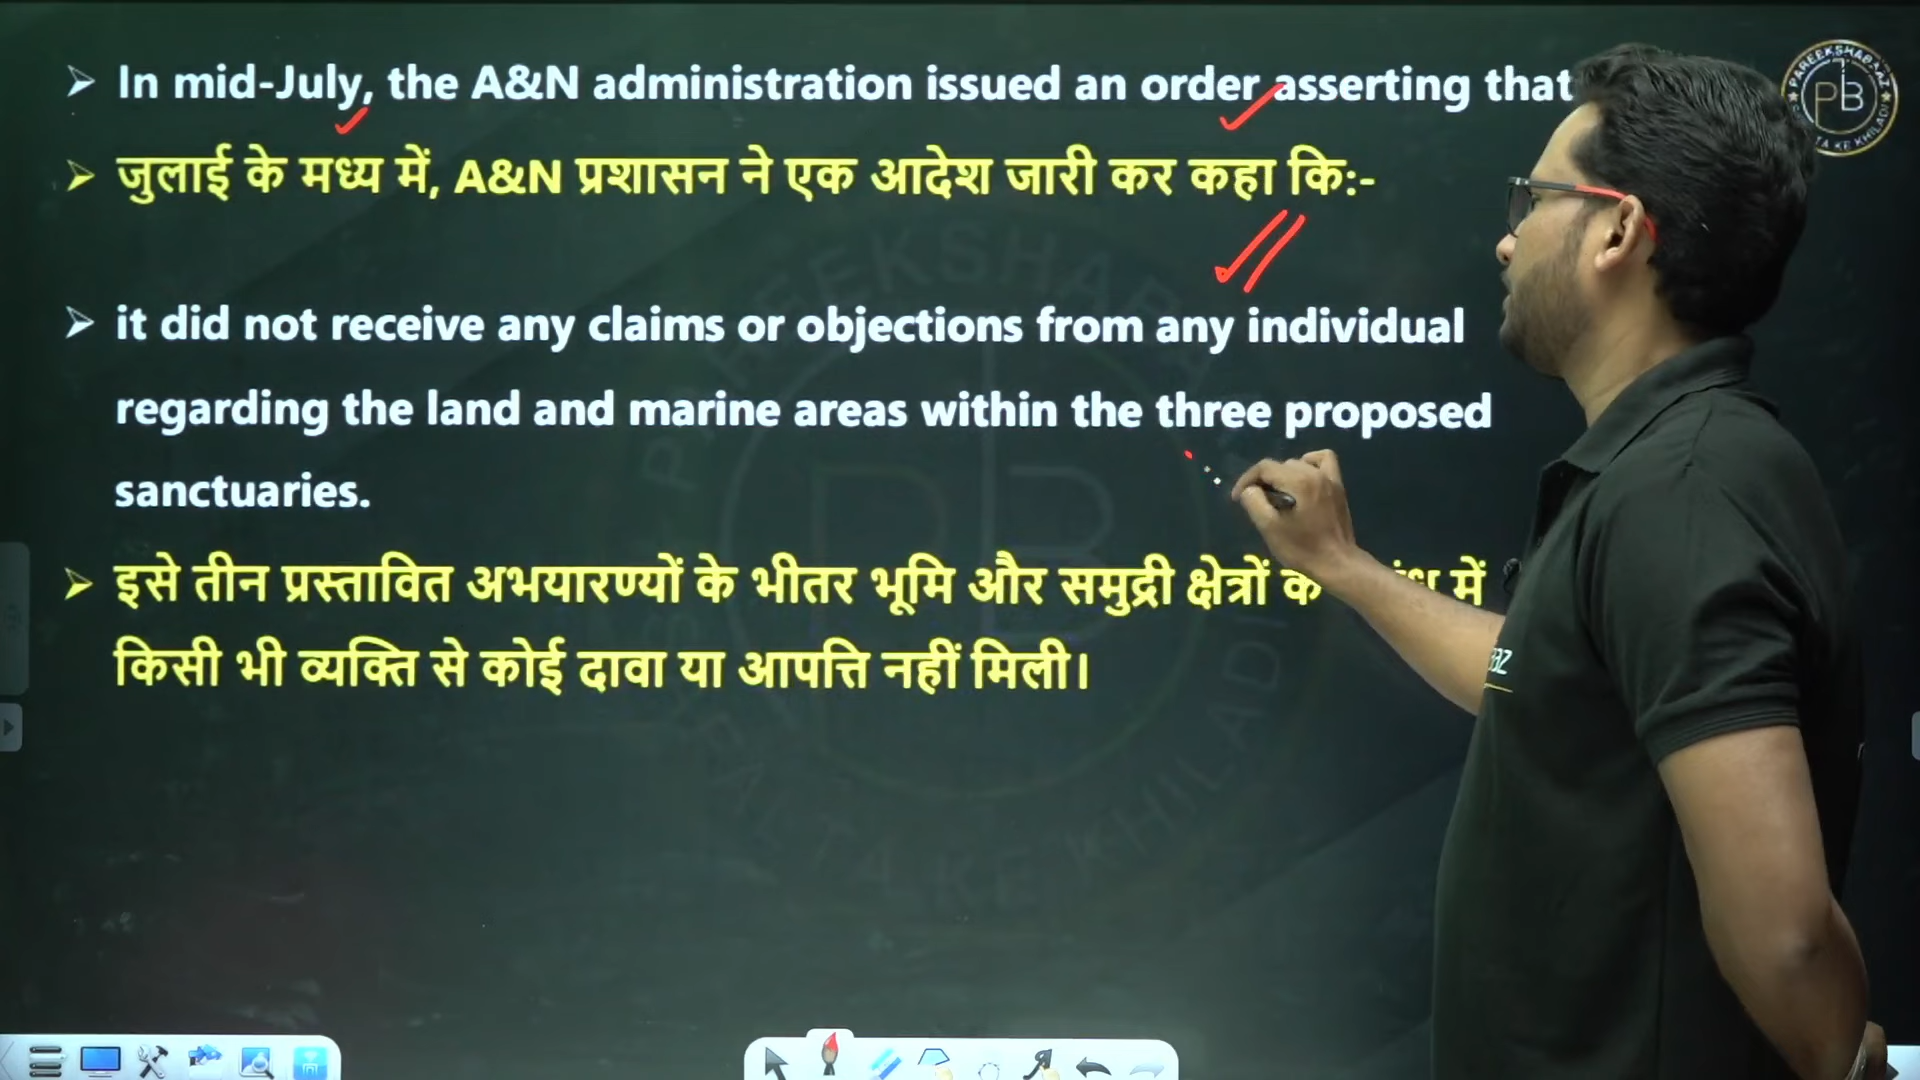 In mid-July, the A&N administration issued an order asserting that
जुलाई के मध्य में, A&N प्रशासन ने एक आदेश जारी कर कहा कि:-
it did not receive any claims or objections from any individual
regarding the land and marine areas within the three proposed
sanctuaries.
इसे तीन प्रस्तावित अभयारण्यों के भीतर भूमि और समुद्री क्षेत्रों में
किसी भी व्यक्ति से कोई दावा या आपत्ति नहीं मिली।
PAREEKSHABAAZ
PB